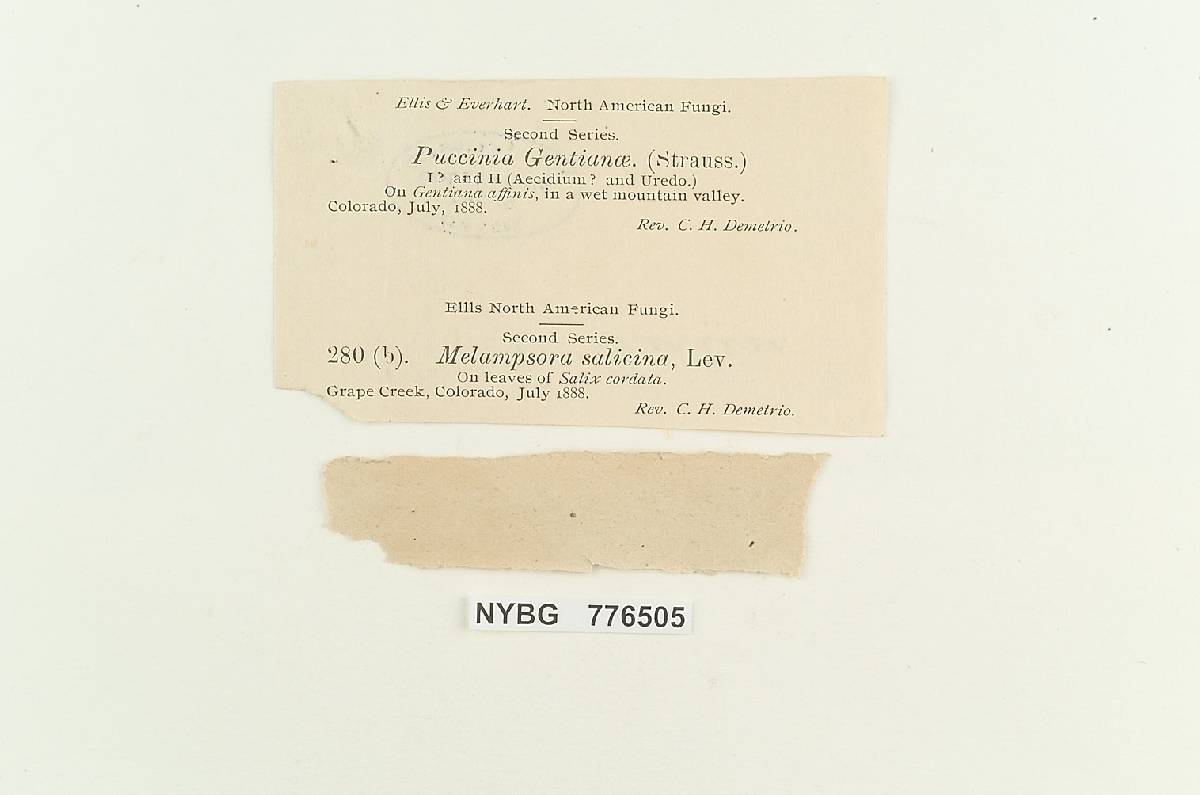 Ellis & Everhart. North American Fungi.
Second Series.
Puccinia Gentianæ. (Strauss.)
I? and II (Aecidium? and Uredo.)
On Gentiana affinis, in a wet mountain valley.
Colorado, July, 1888.
Rev. C. H. Demetrio.
Ellis North American Fungi.
Second Series.
280 (b). Melampsora salicina, Lev.
On leaves of Salix cordata.
Grape Creek, Colorado, July 1888.
Rev. C. H. Demetrio.
NYBG 776505